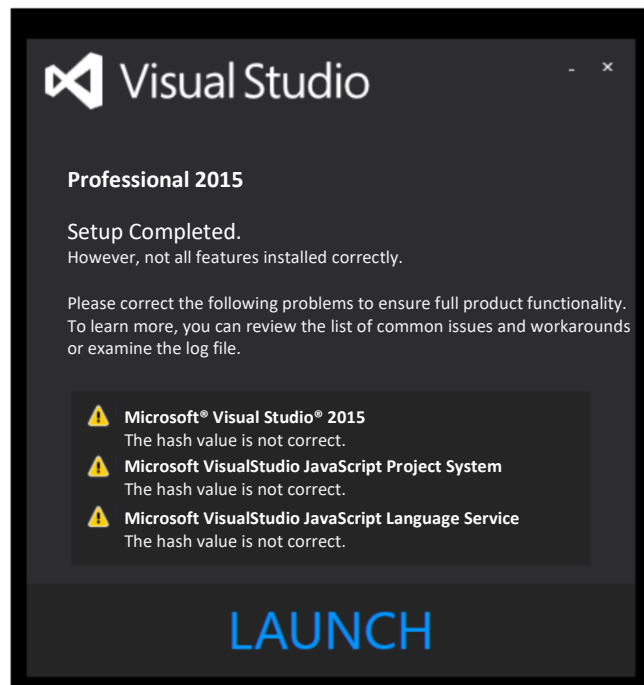 Visual Studio
Professional 2015
Setup Completed.
However, not all features installed correctly.
Please correct the following problems to ensure full product functionality.
To learn more, you can review the list of common issues and workarounds
or examine the log file.
Microsoft® Visual Studio® 2015
The hash value is not correct.
Microsoft VisualStudio JavaScript Project System
The hash value is not correct.
Microsoft VisualStudio JavaScript Language Service
The hash value is not correct.
LAUNCH